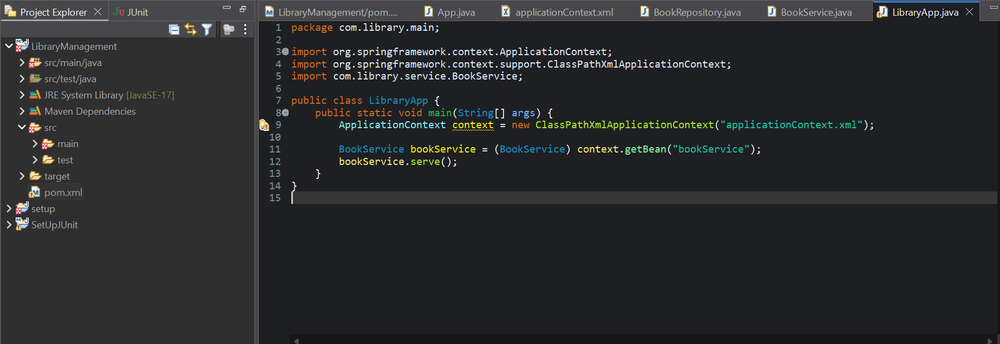 Project Explorer
JUnit
LibraryManagement
src/main/java
src/test/java
JRE System Library [JavaSE-17]
Maven Dependencies
src
main
test
target
pom.xml
setup
SetUpJUnit
LibraryManagement/pom....
App.java
applicationContext.xml
BookRepository.java
BookService.java
LibraryApp.java
1 package com.library.main;
2
3 import org.springframework.context.ApplicationContext;
4 import org.springframework.context.support.ClassPathXmlApplicationContext;
5 import com.library.service.BookService;
6
7 public class LibraryApp {
8     public static void main(String[] args) {
9         ApplicationContext context = new ClassPathXmlApplicationContext("applicationContext.xml");
10
11         BookService bookService = (BookService) context.getBean("bookService");
12         bookService.serve();
13     }
14 }
15